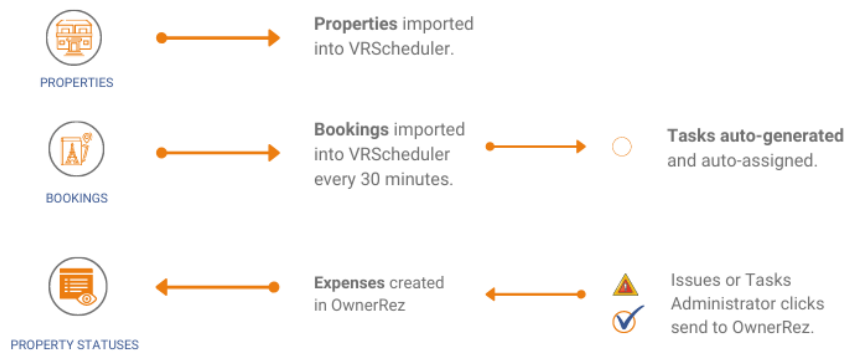 Properties imported
into VRScheduler.
PROPERTIES
Bookings imported
into VRScheduler
every 30 minutes.
Tasks auto-generated
and auto-assigned.
BOOKINGS
Expenses created
in OwnerRez
Issues or Tasks
Administrator clicks
send to OwnerRez.
PROPERTY STATUSES